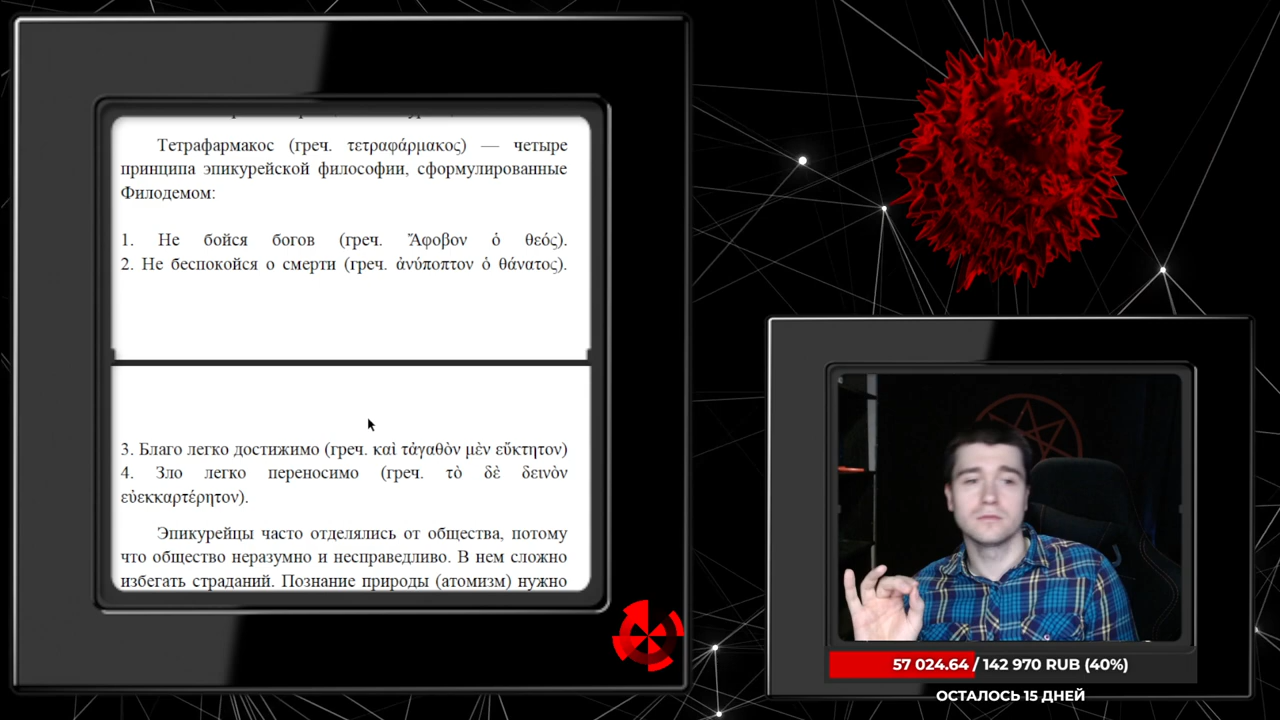 Тетрафармакос (греч. τετραφάρμακος) — четыре
принципа эпикурейской философии, сформулированные
Филодемом:
1. Не бойся богов (греч. Ἄφοβον ὁ θεός).
2. Не беспокойся о смерти (греч. ἀνύποπτον ὁ θάνατος).
3. Благо легко достижимо (греч. καὶ τἀγαθὸν μὲν εὔκτητον)
4. Зло легко переносимо (греч. τὸ δὲ δεινὸν
εὐεκκαρτέρητον).
Эпикурейцы часто отделялись от общества, потому
что общество неразумно и несправедливо. В нем сложно
избегать страданий. Познание природы (атомизм) нужно
57 024.64 / 142 970 RUB (40%)
ОСТАЛОСЬ 15 ДНЕЙ